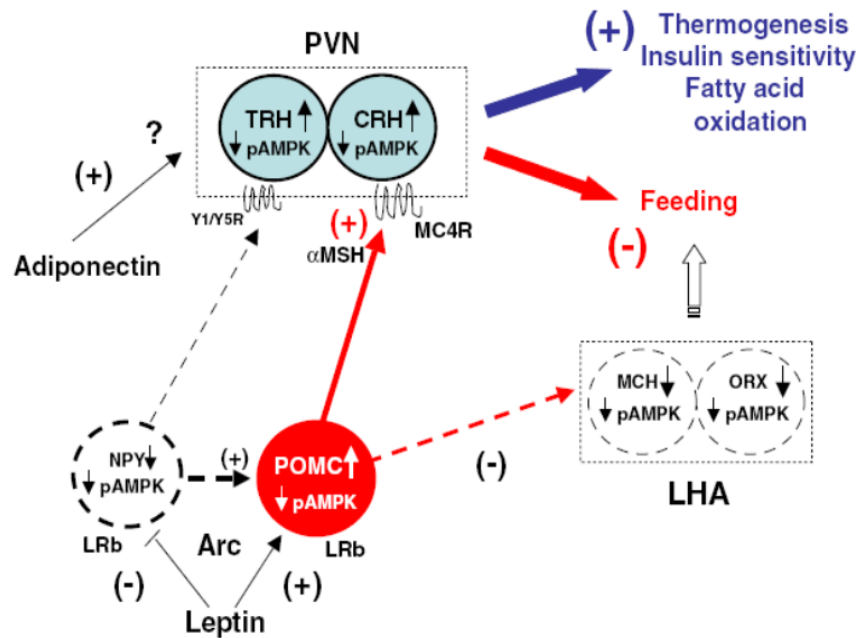 PVN
(+)
Thermogenesis
Insulin sensitivity
Fatty acid
oxidation
TRH ↑
↓ pAMPK
CRH ↑
↓ pAMPK
?
(+)
Adiponectin
Y1/Y5R
(+)
αMSH
MC4R
Feeding
(-)
MCH ↓
↓ pAMPK
ORX ↓
↓ pAMPK
LHA
(-)
NPY ↓
↓ pAMPK
(+)
POMC ↑
↓ pAMPK
LRb
Arc
LRb
(-)
(+)
Leptin